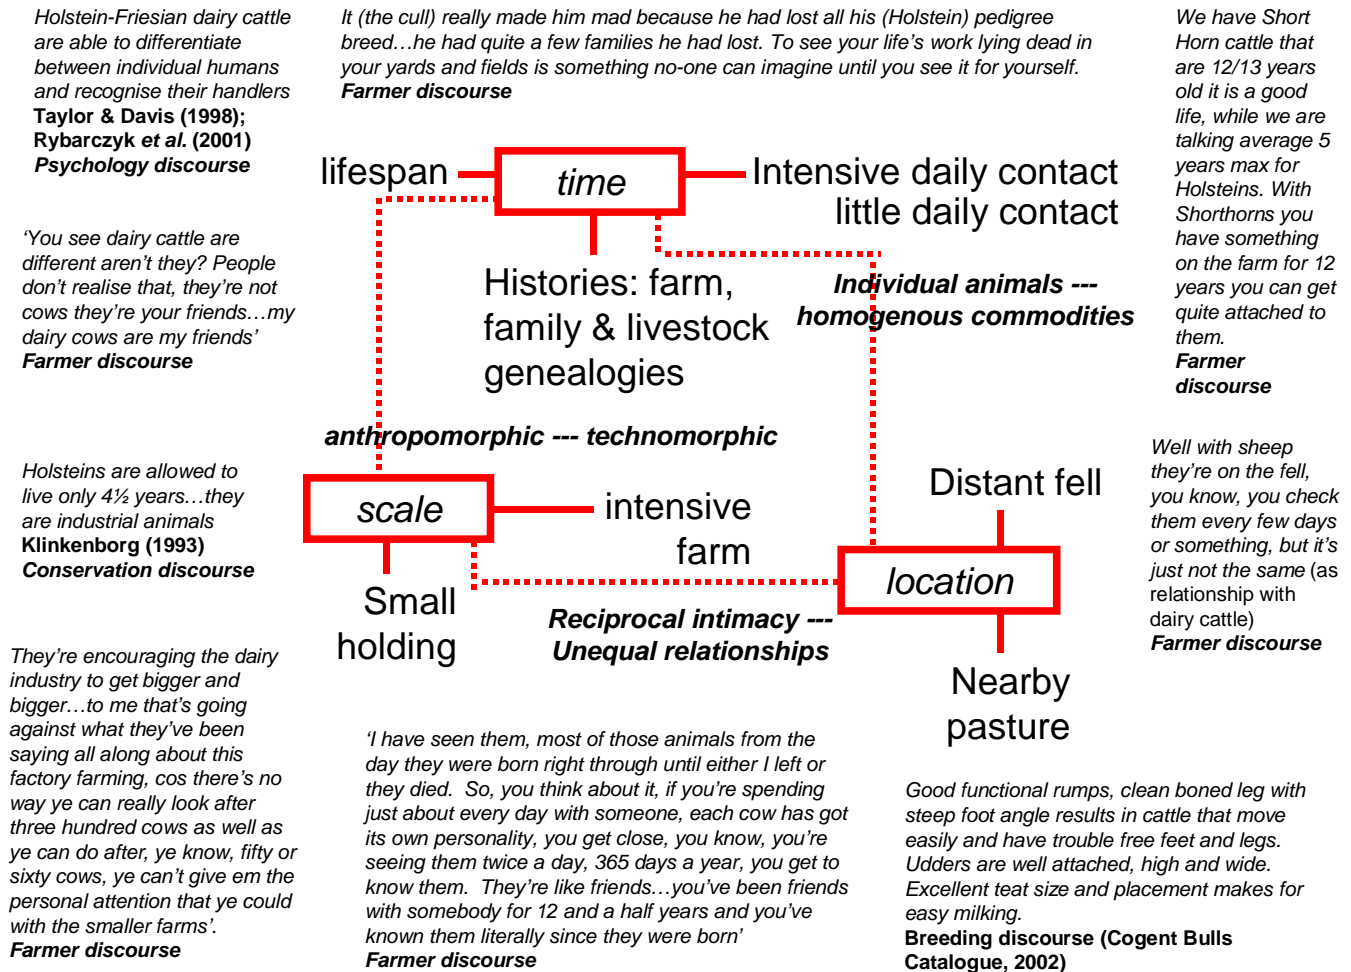 Holstein-Friesian dairy cattle
are able to differentiate
between individual humans
and recognise their handlers
Taylor & Davis (1998);
Rybarczyk et al. (2001)
Psychology discourse
It (the cull) really made him mad because he had lost all his (Holstein) pedigree
breed…he had quite a few families he had lost. To see your life’s work lying dead in
your yards and fields is something no-one can imagine until you see it for yourself.
Farmer discourse
We have Short
Horn cattle that
are 12/13 years
old it is a good
life, while we are
talking average 5
years max for
Holsteins. With
Shorthorns you
have something
on the farm for 12
years you can get
quite attached to
them.
Farmer
discourse
lifespan
time
Intensive daily contact
little daily contact
Histories: farm,
family & livestock
genealogies
Individual animals ---
homogenous commodities
‘You see dairy cattle are
different aren’t they? People
don’t realise that, they’re not
cows they’re your friends…my
dairy cows are my friends’
Farmer discourse
anthropomorphic --- technomorphic
Holsteins are allowed to
live only 4½ years…they
are industrial animals
Klinkenborg (1993)
Conservation discourse
scale
intensive
farm
Small
holding
Distant fell
location
Nearby
pasture
Reciprocal intimacy ---
Unequal relationships
Well with sheep
they’re on the fell,
you know, you check
them every few days
or something, but it’s
just not the same (as
relationship with
dairy cattle)
Farmer discourse
They’re encouraging the dairy
industry to get bigger and
bigger…to me that’s going
against what they’ve been
saying all along about this
factory farming, cos there’s no
way ye can really look after
three hundred cows as well as
ye can do after, ye know, fifty or
sixty cows, ye can’t give em the
personal attention that ye could
with the smaller farms’.
Farmer discourse
‘I have seen them, most of those animals from the
day they were born right through until either I left or
they died. So, you think about it, if you’re spending
just about every day with someone, each cow has got
its own personality, you get close, you know, you’re
seeing them twice a day, 365 days a year, you get to
know them. They’re like friends…you’ve been friends
with somebody for 12 and a half years and you’ve
known them literally since they were born’
Farmer discourse
Good functional rumps, clean boned leg with
steep foot angle results in cattle that move
easily and have trouble free feet and legs.
Udders are well attached, high and wide.
Excellent teat size and placement makes for
easy milking.
Breeding discourse (Cogent Bulls
Catalogue, 2002)